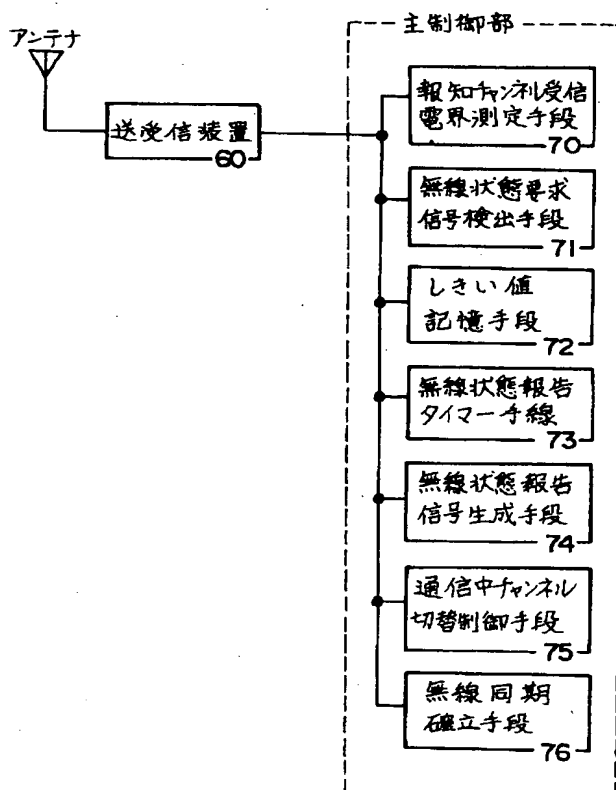 主制御部
アンテナ
送受信装置
60
報知チャンネル受信
電界測定手段
70
無線状態要求
信号検出手段
71
しきい値
記憶手段
72
無線状態報告
タイマー手線
73
無線状態報告
信号生成手段
74
通信中チャンネル
切替制御手段
75
無線同期
確立手段
76